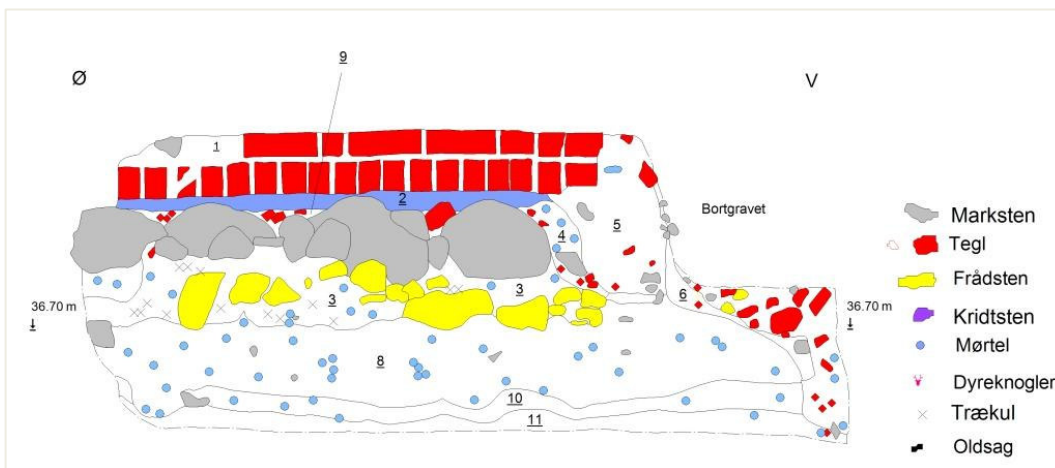 Ø
V
9
1
2
5
4
3
3
6
8
10
11
36.70 m
36.70 m
Bortgravet
Marksten
Tegl
Frådsten
Kridtsten
Mørtel
Dyreknogler
Trækul
Oldsag